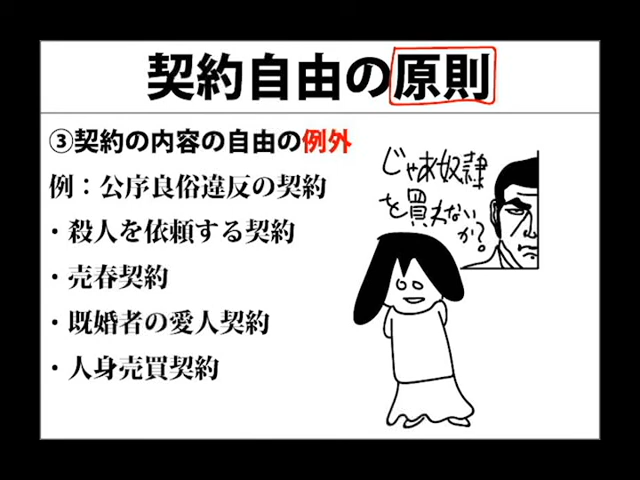 契約自由の原則
③契約の内容の自由の例外
例：公序良俗違反の契約
・殺人を依頼する契約
・売春契約
・既婚者の愛人契約
・人身売買契約
じゃあ奴隷
を買えない
か？